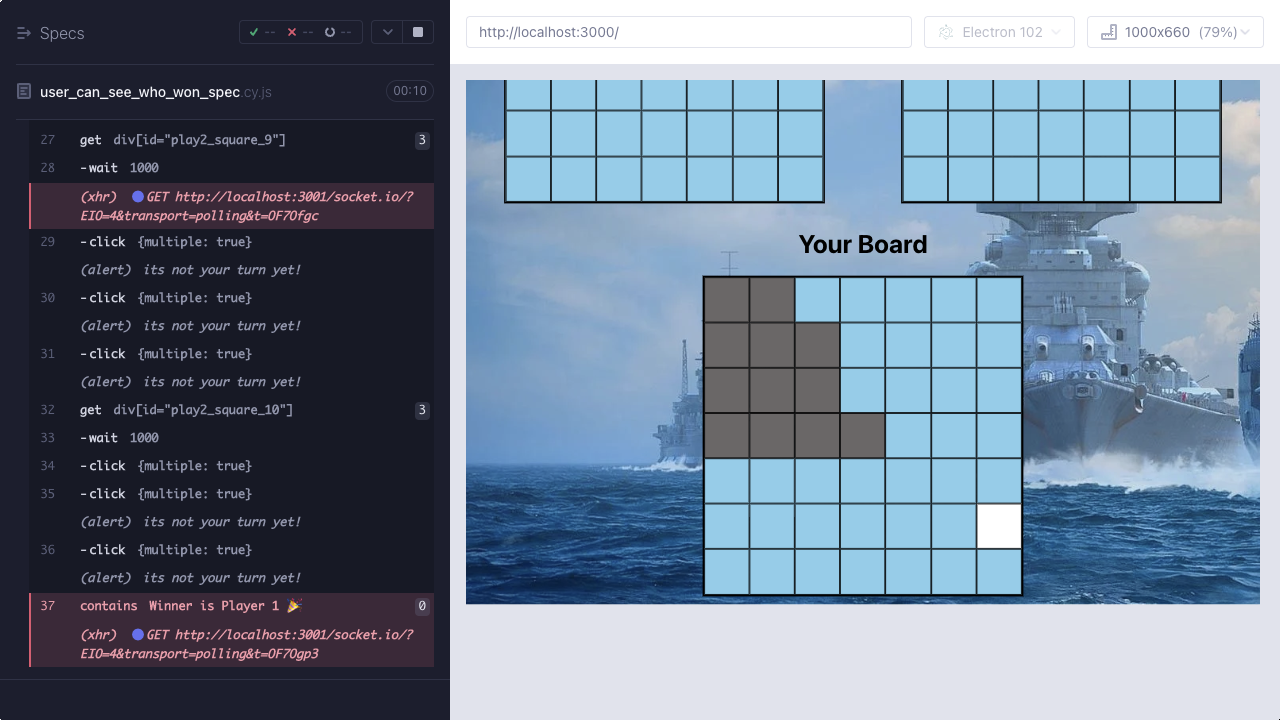 Specs
--
--
--
user_can_see_who_won_spec.cy.js
00:10
27 get div[id="play2_square_9"] 3
28 -wait 1000
(xhr) GET http://localhost:3001/socket.io/?
EIO=4&transport=polling&t=OF7Ofgc
29 -click {multiple: true}
(alert) its not your turn yet!
30 -click {multiple: true}
(alert) its not your turn yet!
31 -click {multiple: true}
(alert) its not your turn yet!
32 get div[id="play2_square_10"] 3
33 -wait 1000
34 -click {multiple: true}
35 -click {multiple: true}
(alert) its not your turn yet!
36 -click {multiple: true}
(alert) its not your turn yet!
37 contains Winner is Player 1 🎉 0
(xhr) GET http://localhost:3001/socket.io/?
EIO=4&transport=polling&t=OF7Ogp3
http://localhost:3000/
Electron 102
1000x660 (79%)
Your Board